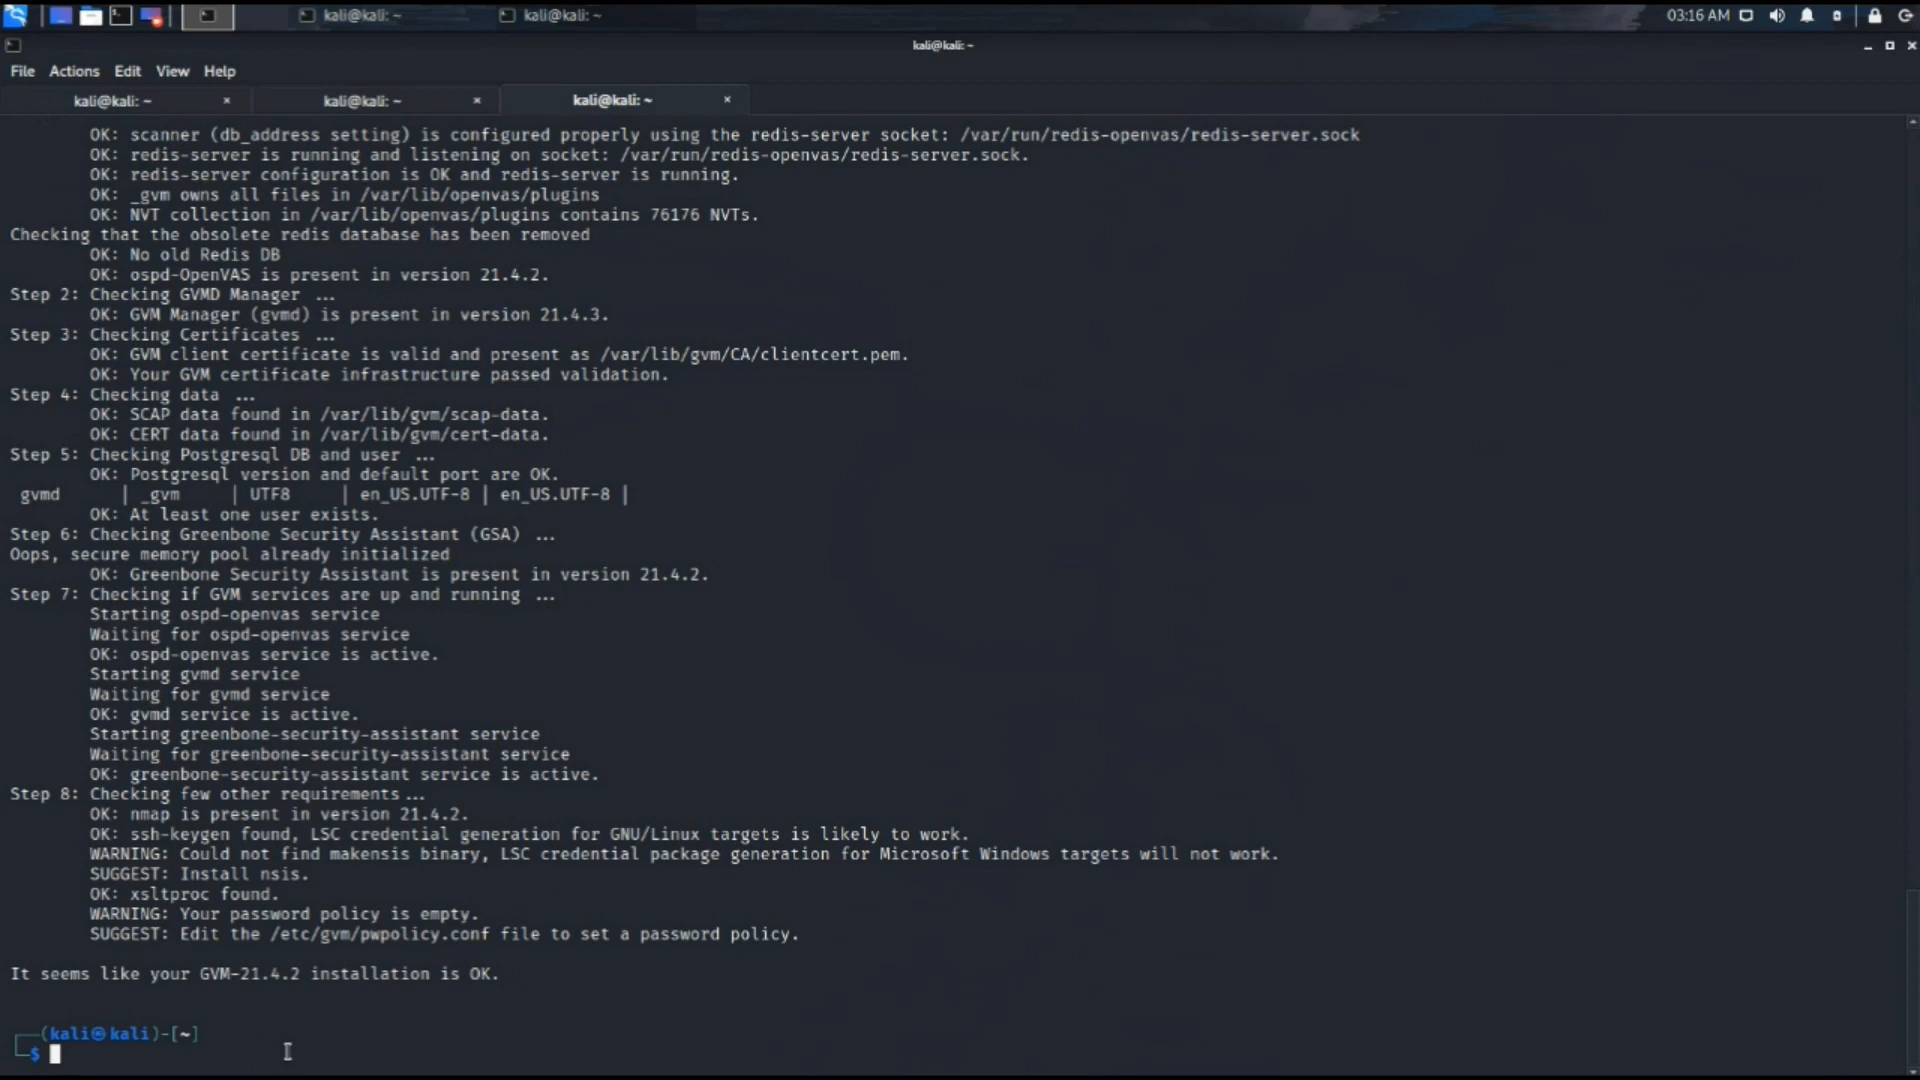 kali@kali: ~
kali@kali: ~
03:16 AM
kali@kali: ~
File Actions Edit View Help
kali@kali: ~
kali@kali: ~
kali@kali: ~
OK: scanner (db_address setting) is configured properly using the redis-server socket: /var/run/redis-openvas/redis-server.sock
OK: redis-server is running and listening on socket: /var/run/redis-openvas/redis-server.sock.
OK: redis-server configuration is OK and redis-server is running.
OK: _gvm owns all files in /var/lib/openvas/plugins
OK: NVT collection in /var/lib/openvas/plugins contains 76176 NVTs.
Checking that the obsolete redis database has been removed
OK: No old Redis DB
OK: ospd-OpenVAS is present in version 21.4.2.
Step 2: Checking GVMD Manager ...
OK: GVM Manager (gvmd) is present in version 21.4.3.
Step 3: Checking Certificates ...
OK: GVM client certificate is valid and present as /var/lib/gvm/CA/clientcert.pem.
OK: Your GVM certificate infrastructure passed validation.
Step 4: Checking data ...
OK: SCAP data found in /var/lib/gvm/scap-data.
OK: CERT data found in /var/lib/gvm/cert-data.
Step 5: Checking Postgresql DB and user ...
OK: Postgresql version and default port are OK.
gvmd | _gvm | UTF8 | en_US.UTF-8 | en_US.UTF-8 |
OK: At least one user exists.
Step 6: Checking Greenbone Security Assistant (GSA) ...
Oops, secure memory pool already initialized
OK: Greenbone Security Assistant is present in version 21.4.2.
Step 7: Checking if GVM services are up and running ...
Starting ospd-openvas service
Waiting for ospd-openvas service
OK: ospd-openvas service is active.
Starting gvmd service
Waiting for gvmd service
OK: gvmd service is active.
Starting greenbone-security-assistant service
Waiting for greenbone-security-assistant service
OK: greenbone-security-assistant service is active.
Step 8: Checking few other requirements...
OK: nmap is present in version 21.4.2.
OK: ssh-keygen found, LSC credential generation for GNU/Linux targets is likely to work.
WARNING: Could not find makensis binary, LSC credential package generation for Microsoft Windows targets will not work.
SUGGEST: Install nsis.
OK: xsltproc found.
WARNING: Your password policy is empty.
SUGGEST: Edit the /etc/gvm/pwpolicy.conf file to set a password policy.
It seems like your GVM-21.4.2 installation is OK.
┌──(kali㉿kali)-[~]
└─$